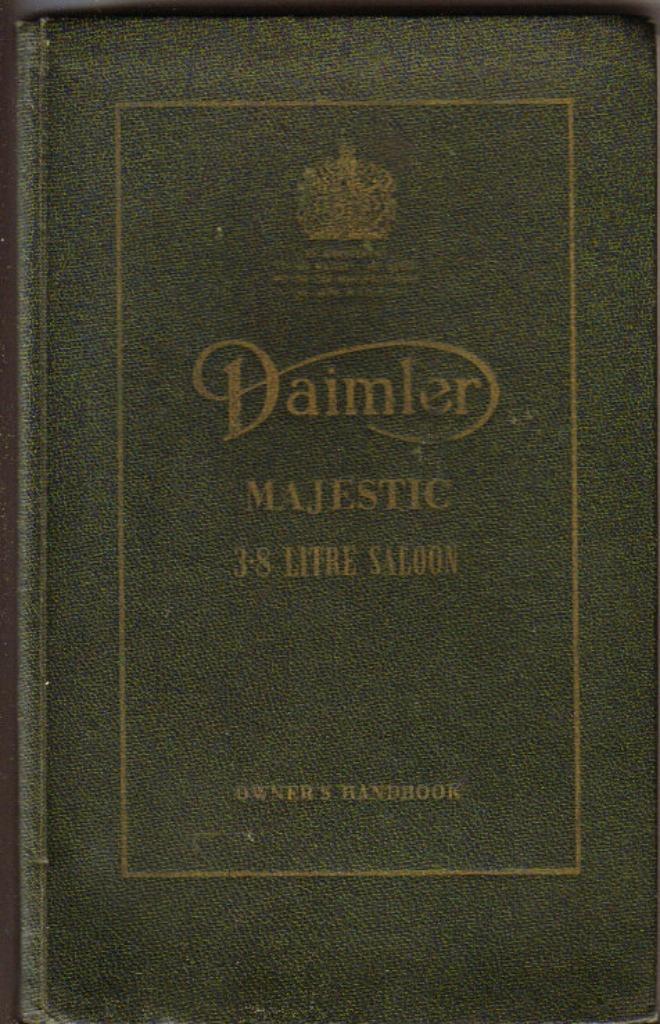 Daimler
MAJESTIC
3·8 LITRE SALOON
OWNER'S HANDBOOK